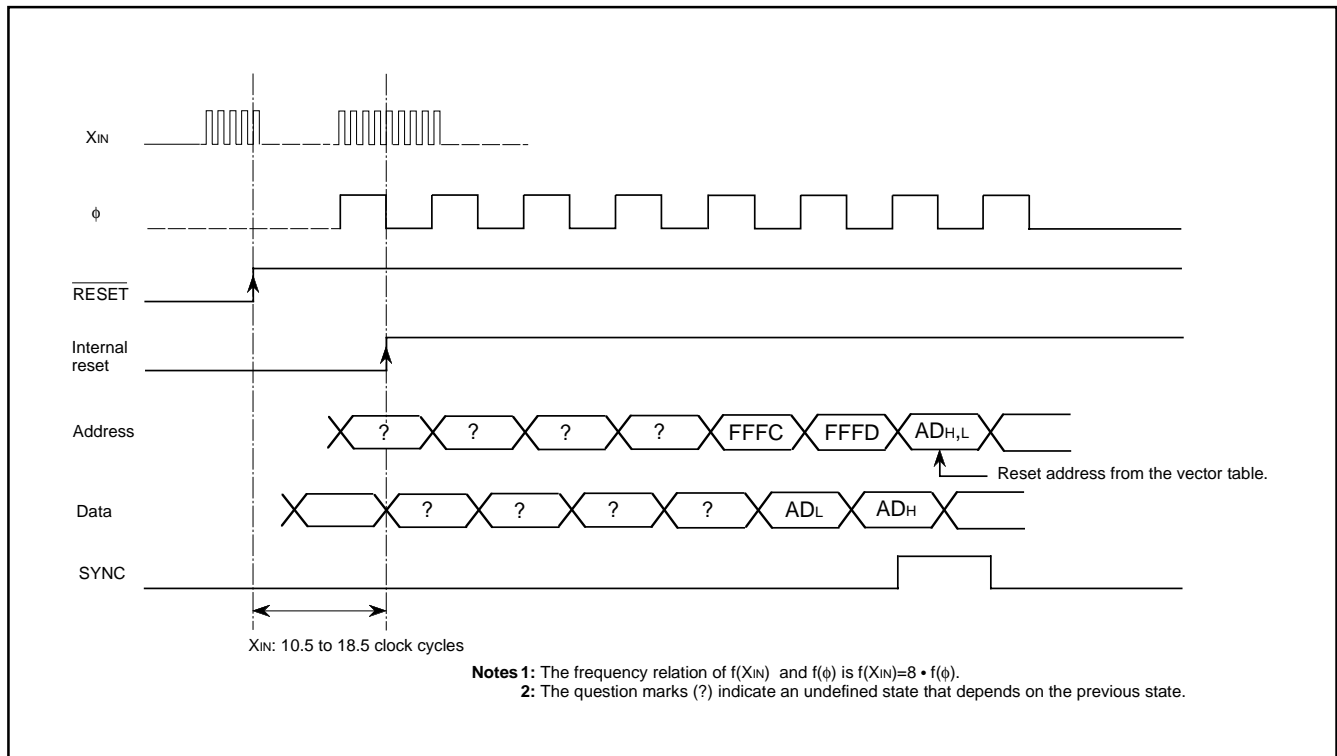 XIN
ϕ
RESET
Internal
reset
Address
? ? ? ? FFFC FFFD ADH,L
Reset address from the vector table.
Data
? ? ? ? ADL ADH
SYNC
XIN: 10.5 to 18.5 clock cycles
Notes 1: The frequency relation of f(XIN) and f(ϕ) is f(XIN)=8 • f(ϕ).
2: The question marks (?) indicate an undefined state that depends on the previous state.